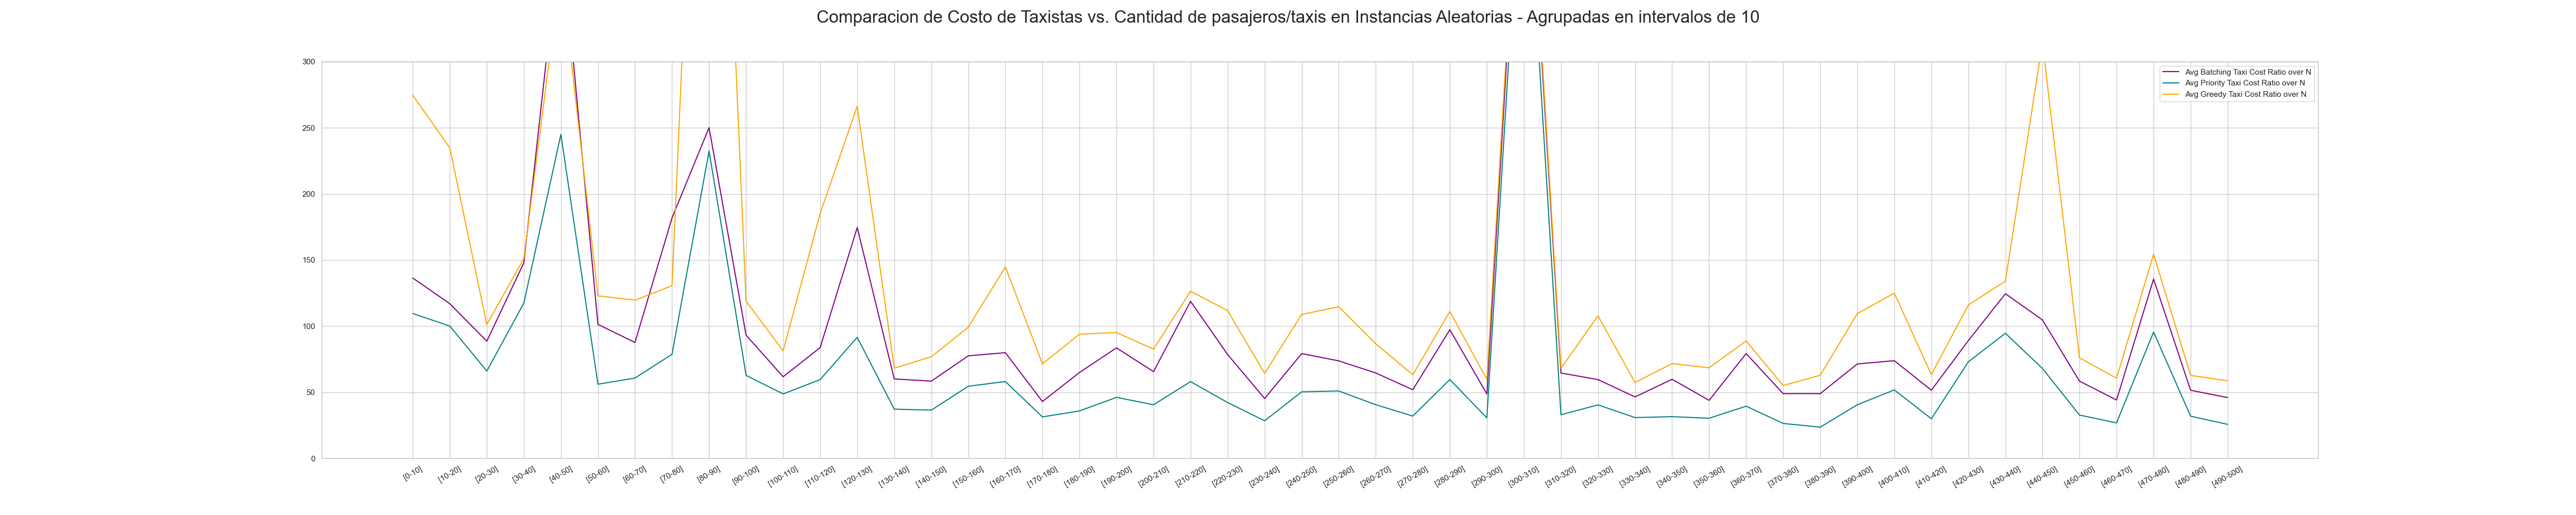 Comparacion de Costo de Taxistas vs. Cantidad de pasajeros/taxis en Instancias Aleatorias - Agrupadas en intervalos de 10
300
250
200
150
100
50
0
Avg Batching Taxi Cost Ratio over N
Avg Priority Taxi Cost Ratio over N
Avg Greedy Taxi Cost Ratio over N
[0-10] [10-20] [20-30] [30-40] [40-50] [50-60] [60-70] [70-80] [80-90] [90-100] [100-110] [110-120] [120-130] [130-140] [140-150] [150-160] [160-170] [170-180] [180-190] [190-200] [200-210] [210-220] [220-230] [230-240] [240-250] [250-260] [260-270] [270-280] [280-290] [290-300] [300-310] [310-320] [320-330] [330-340] [340-350] [350-360] [360-370] [370-380] [380-390] [390-400] [400-410] [410-420] [420-430] [430-440] [440-450] [450-460] [460-470] [470-480] [480-490] [490-500]